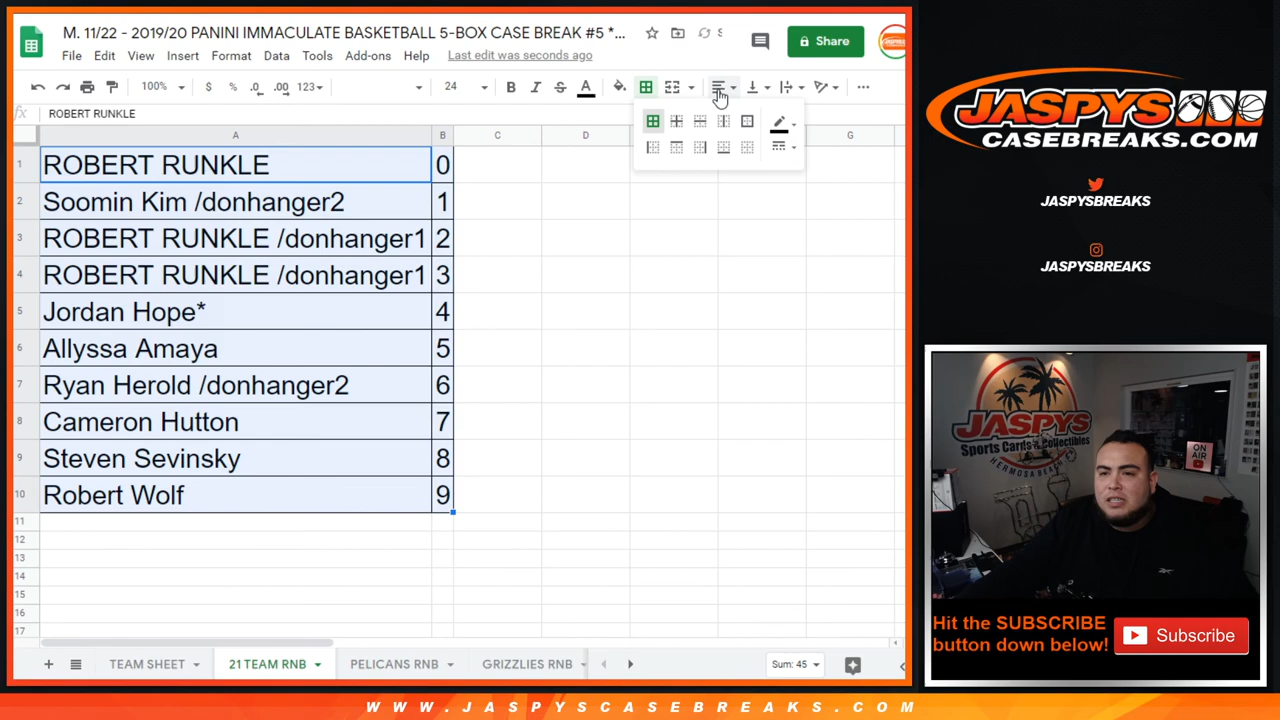 M. 11/22 - 2019/20 PANINI IMMACULATE BASKETBALL 5-BOX CASE BREAK #5 *...
Share
File Edit View Insert Format Data Tools Add-ons Help Last edit was seconds ago
100% $ % .0 .00 123 24 B I S A
fx ROBERT RUNKLE
A B C D E F G
1 ROBERT RUNKLE 0
2 Soomin Kim /donhanger2 1
3 ROBERT RUNKLE /donhanger1 2
4 ROBERT RUNKLE /donhanger1 3
5 Jordan Hope* 4
6 Allyssa Amaya 5
7 Ryan Herold /donhanger2 6
8 Cameron Hutton 7
9 Steven Sevinsky 8
10 Robert Wolf 9
11
12
13
14
15
16
17
TEAM SHEET 21 TEAM RNB PELICANS RNB GRIZZLIES RNB Sum: 45
JASPYS
CASEBREAKS.COM
JASPYSBREAKS
JASPYSBREAKS
JASPYS
Sports Cards & Collectibles
HERMOSA BEACH
ON AIR
Hit the SUBSCRIBE
button down below!
Subscribe
WWW.JASPYSCASEBREAKS.COM